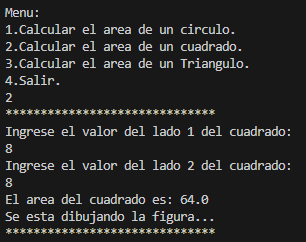 Menu:
1.Calcular el area de un circulo.
2.Calcular el area de un cuadrado.
3.Calcular el area de un Triangulo.
4.Salir.
2
******************************
Ingrese el valor del lado 1 del cuadrado:
8
Ingrese el valor del lado 2 del cuadrado:
8
El area del cuadrado es: 64.0
Se esta dibujando la figura...
******************************